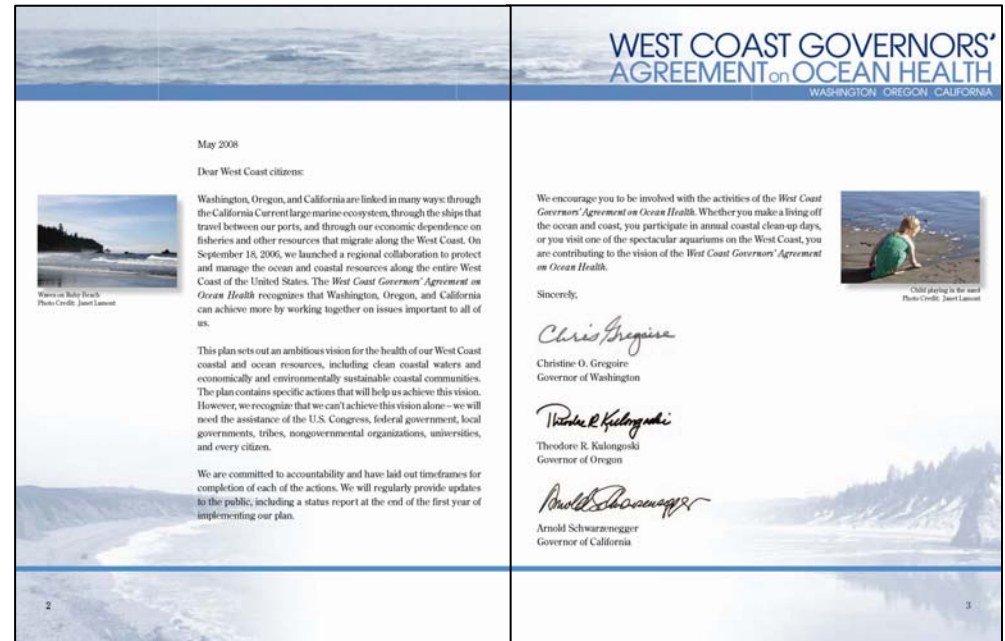 May 2008
Dear West Coast citizens:
Washington, Oregon, and California are linked in many ways: through
the California Current large marine ecosystem, through the ships that
travel between our ports, and through our economic dependence on
fisheries and other resources that migrate along the West Coast. On
September 18, 2006, we launched a regional collaboration to protect
and manage the ocean and coastal resources along the entire West
Coast of the United States. The West Coast Governors' Agreement on
Ocean Health recognizes that Washington, Oregon, and California
can achieve more by working together on issues important to all of
us.
Waves on Ruby Beach
Photo Credit: Janet Lamont
This plan sets out an ambitious vision for the health of our West Coast
coastal and ocean resources, including clean coastal waters and
economically and environmentally sustainable coastal communities.
The plan contains specific actions that will help us achieve this vision.
However, we recognize that we can't achieve this vision alone – we will
need the assistance of the U.S. Congress, federal government, local
governments, tribes, nongovernmental organizations, universities,
and every citizen.
We are committed to accountability and have laid out timeframes for
completion of each of the actions. We will regularly provide updates
to the public, including a status report at the end of the first year of
implementing our plan.
2
WEST COAST GOVERNORS'
AGREEMENT on OCEAN HEALTH
WASHINGTON OREGON CALIFORNIA
We encourage you to be involved with the activities of the West Coast
Governors' Agreement on Ocean Health. Whether you make a living off
the ocean and coast, you participate in annual coastal clean-up days,
or you visit one of the spectacular aquariums on the West Coast, you
are contributing to the vision of the West Coast Governors' Agreement
on Ocean Health.
Child playing in the sand
Photo Credit: Janet Lamont
Sincerely,
Chris Gregoire
Christine O. Gregoire
Governor of Washington
Theodore R. Kulongoski
Theodore R. Kulongoski
Governor of Oregon
Arnold Schwarzenegger
Arnold Schwarzenegger
Governor of California
3